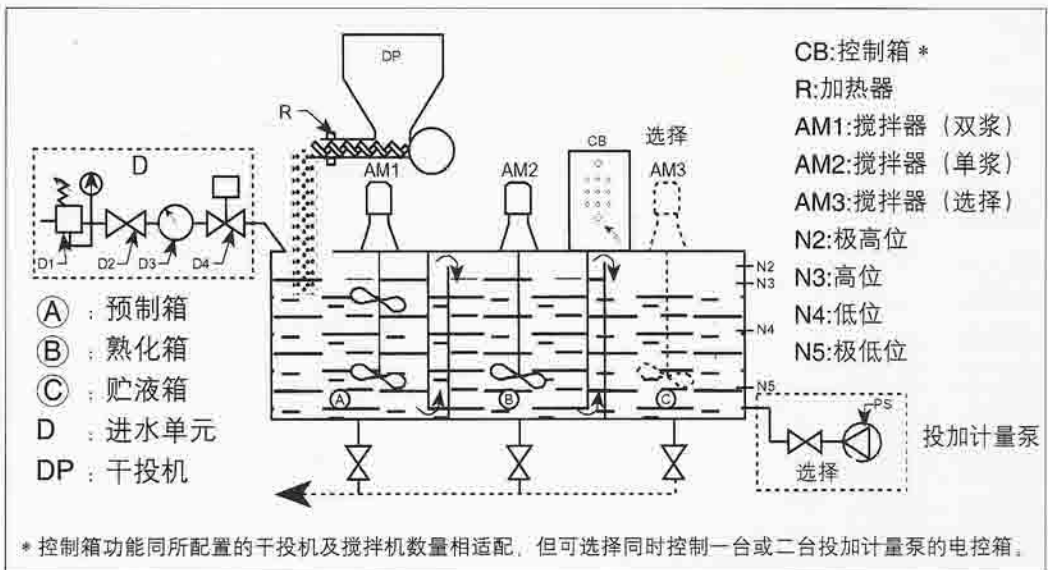 DP
R
CB
选择
AM1
AM2
AM3
D
D1
D2
D3
D4
N2
N3
N4
N5
A
B
C
PS
选择
投加计量泵
Ⓐ : 预制箱
Ⓑ : 熟化箱
Ⓒ : 贮液箱
D : 进水单元
DP : 干投机
CB:控制箱*
R:加热器
AM1:搅拌器(双浆)
AM2:搅拌器(单浆)
AM3:搅拌器(选择)
N2:极高位
N3:高位
N4:低位
N5:极低位
* 控制箱功能同所配置的干投机及搅拌机数量相适配,但可选择同时控制一台或二台投加计量泵的电控箱。